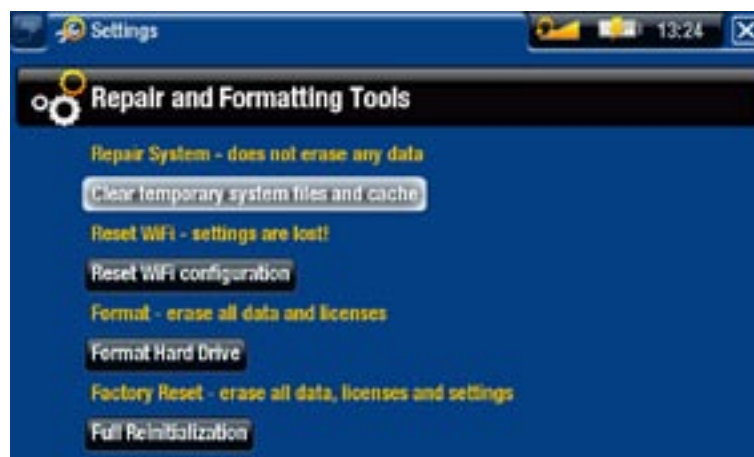 Settings
13:24
Repair and Formatting Tools
Repair System - does not erase any data
Clear temporary system files and cache
Reset WiFi - settings are lost!
Reset WiFi configuration
Format - erase all data and licenses
Format Hard Drive
Factory Reset - erase all data, licenses and settings
Full Reinitialization